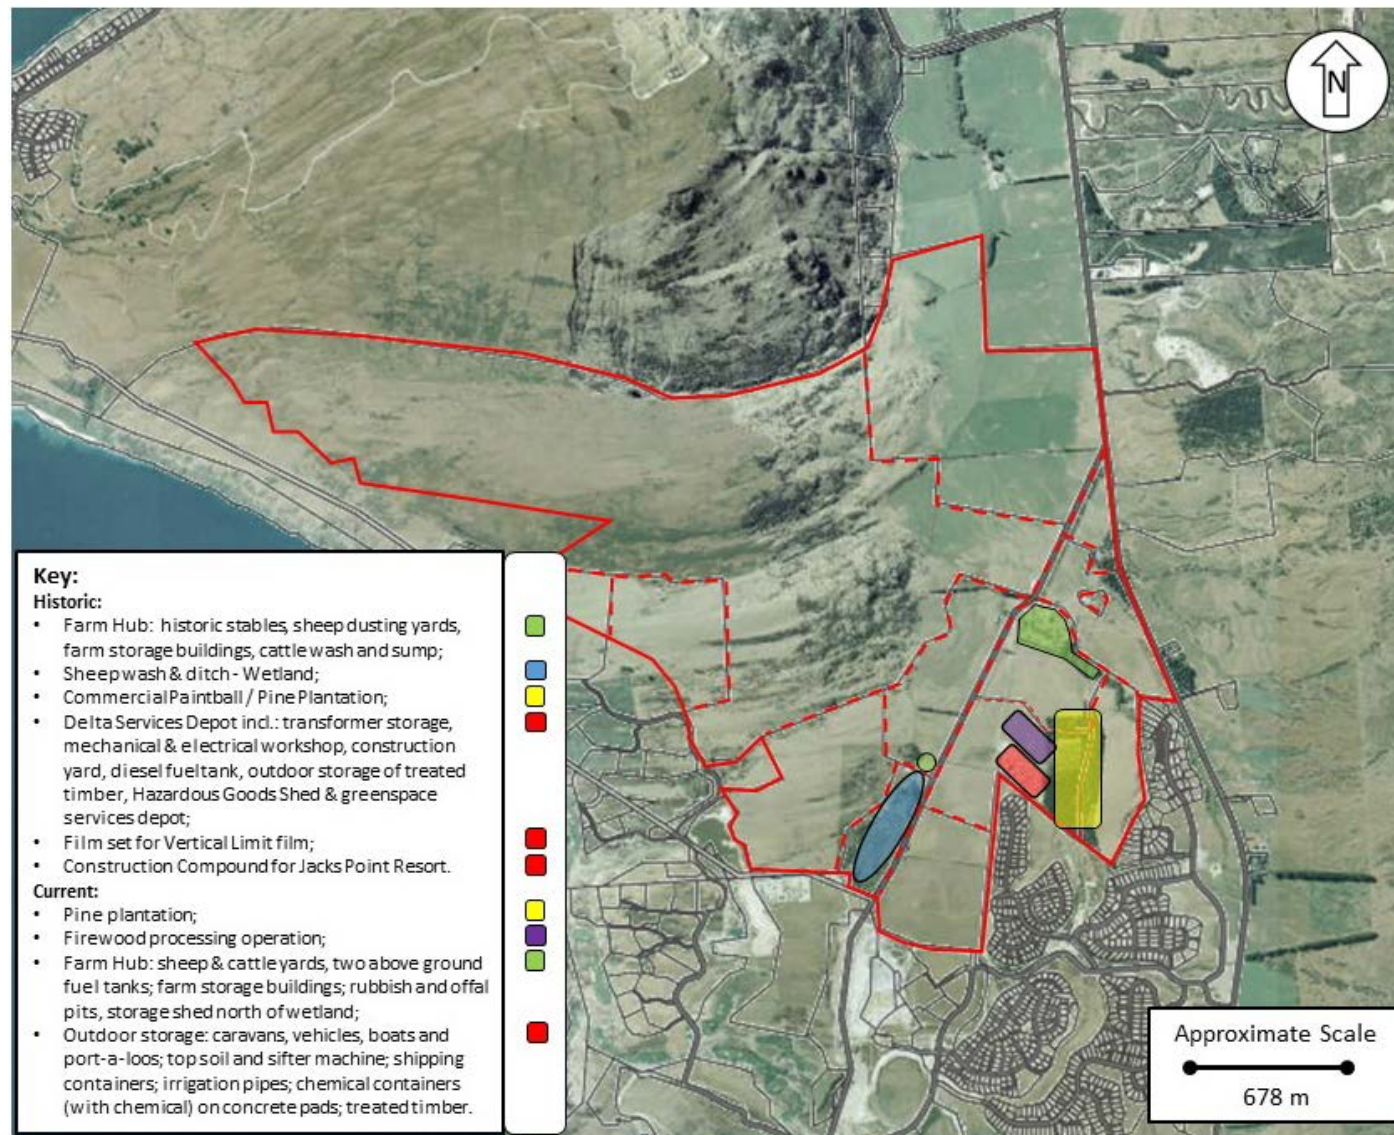 N
Key:
Historic:
• Farm Hub: historic stables, sheep dusting yards,
farm storage buildings, cattle wash and sump;
• Sheep wash & ditch - Wetland;
• Commercial Paintball / Pine Plantation;
• Delta Services Depot incl.: transformer storage,
mechanical & electrical workshop, construction
yard, diesel fuel tank, outdoor storage of treated
timber, Hazardous Goods Shed & greenspace
services depot;
• Film set for Vertical Limit film;
• Construction Compound for Jacks Point Resort.
Current:
• Pine plantation;
• Firewood processing operation;
• Farm Hub: sheep & cattle yards, two above ground
fuel tanks; farm storage buildings; rubbish and offal
pits, storage shed north of wetland;
• Outdoor storage: caravans, vehicles, boats and
port-a-loos; top soil and sifter machine; shipping
containers; irrigation pipes; chemical containers
(with chemical) on concrete pads; treated timber.
Approximate Scale
678 m